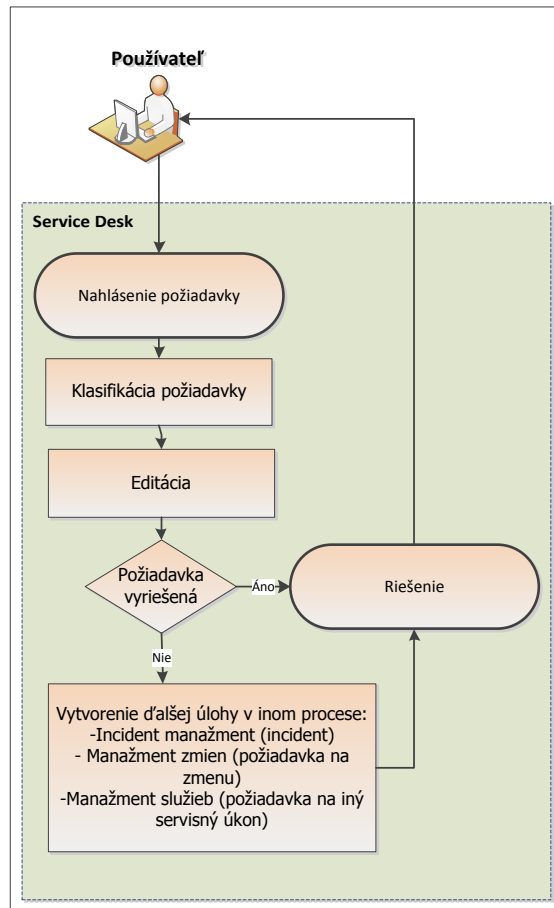 Používateľ
Service Desk
Nahlásenie požiadavky
Klasifikácia požiadavky
Editácia
Požiadavka
vyriešená
Áno
Riešenie
Nie
Vytvorenie ďalšej úlohy v inom procese:
-Incident manažment (incident)
- Manažment zmien (požiadavka na
zmenu)
-Manažment služieb (požiadavka na iný
servisný úkon)